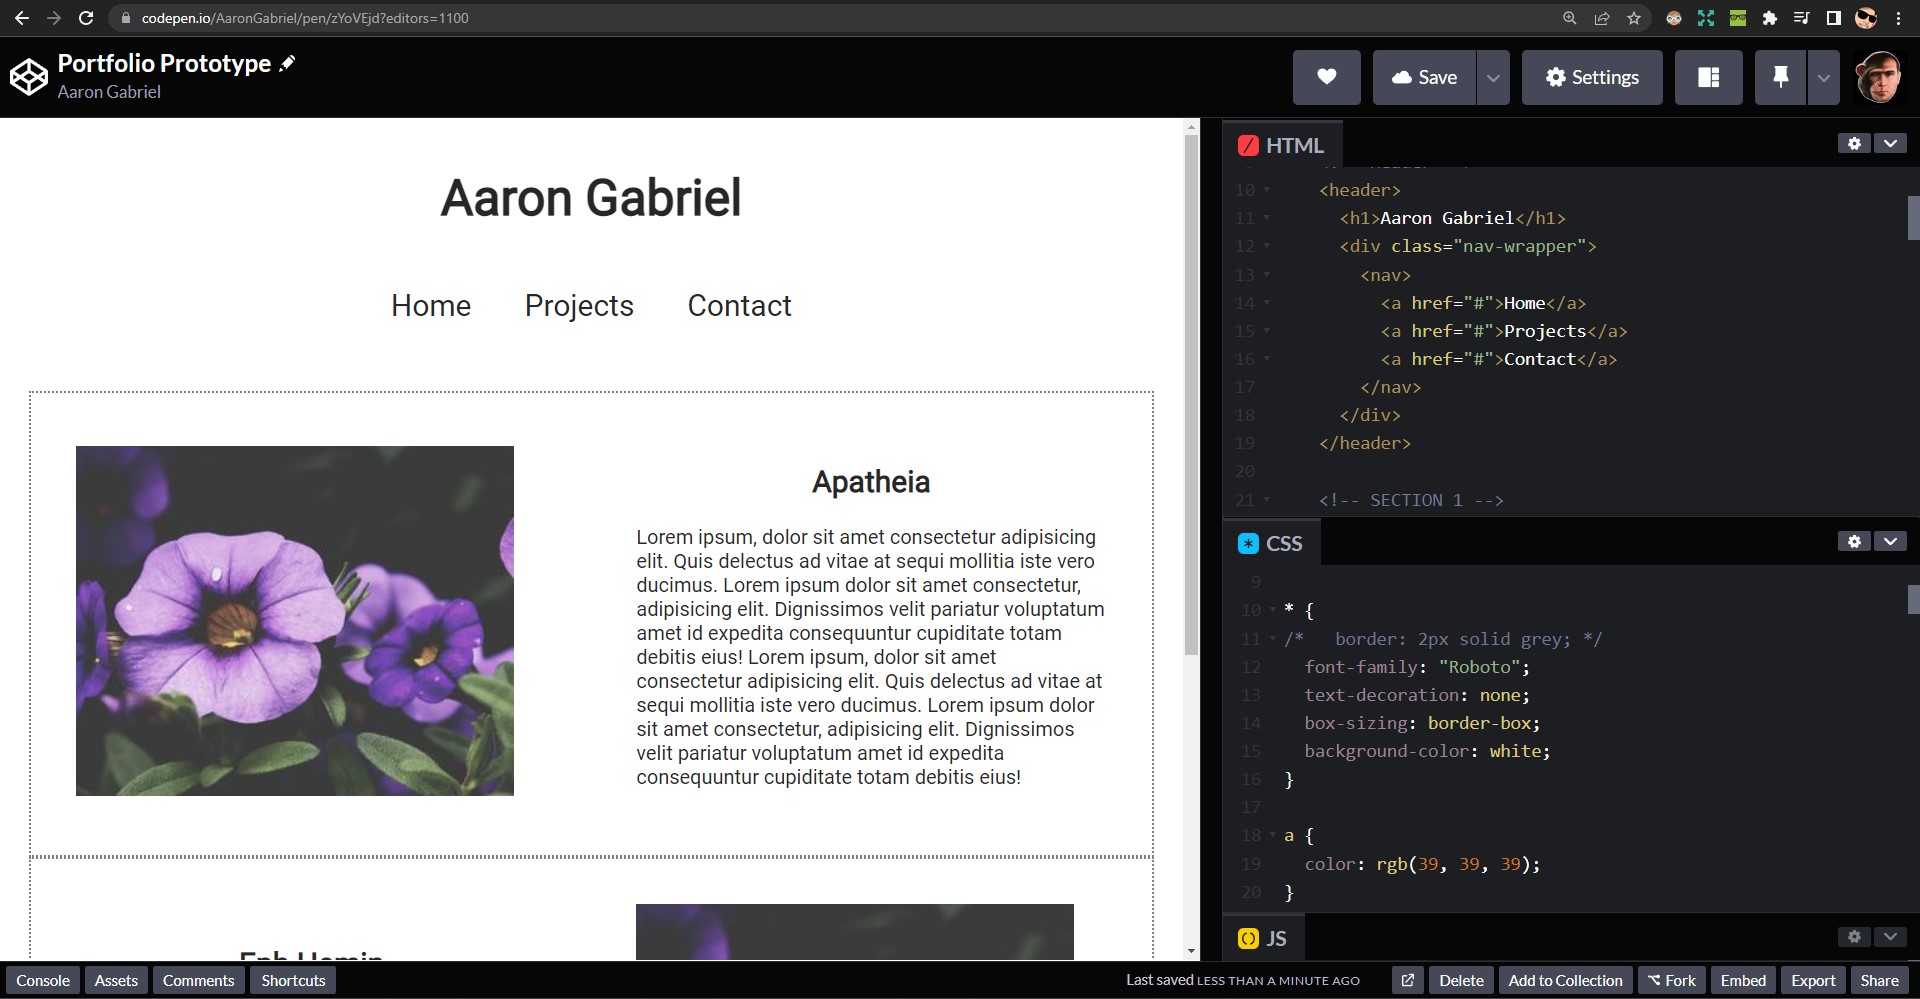 codepen.io/AaronGabriel/pen/zYoVEjd?editors=1100
Portfolio Prototype
Aaron Gabriel
Save
Settings
Aaron Gabriel
Home Projects Contact
Apatheia
Lorem ipsum, dolor sit amet consectetur adipisicing
elit. Quis delectus ad vitae at sequi mollitia iste vero
ducimus. Lorem ipsum dolor sit amet consectetur,
adipisicing elit. Dignissimos velit pariatur voluptatum
amet id expedita consequuntur cupiditate totam
debitis eius! Lorem ipsum, dolor sit amet
consectetur adipisicing elit. Quis delectus ad vitae at
sequi mollitia iste vero ducimus. Lorem ipsum dolor
sit amet consectetur, adipisicing elit. Dignissimos
velit pariatur voluptatum amet id expedita
consequuntur cupiditate totam debitis eius!
HTML
10 <header>
11 <h1>Aaron Gabriel</h1>
12 <div class="nav-wrapper">
13 <nav>
14 <a href="#">Home</a>
15 <a href="#">Projects</a>
16 <a href="#">Contact</a>
17 </nav>
18 </div>
19 </header>
20
21 <!-- SECTION 1 -->
CSS
9
10 * {
11 /* border: 2px solid grey; */
12 font-family: "Roboto";
13 text-decoration: none;
14 box-sizing: border-box;
15 background-color: white;
16 }
17
18 a {
19 color: rgb(39, 39, 39);
20 }
JS
Console Assets Comments Shortcuts
Last saved LESS THAN A MINUTE AGO
Delete Add to Collection Fork Embed Export Share